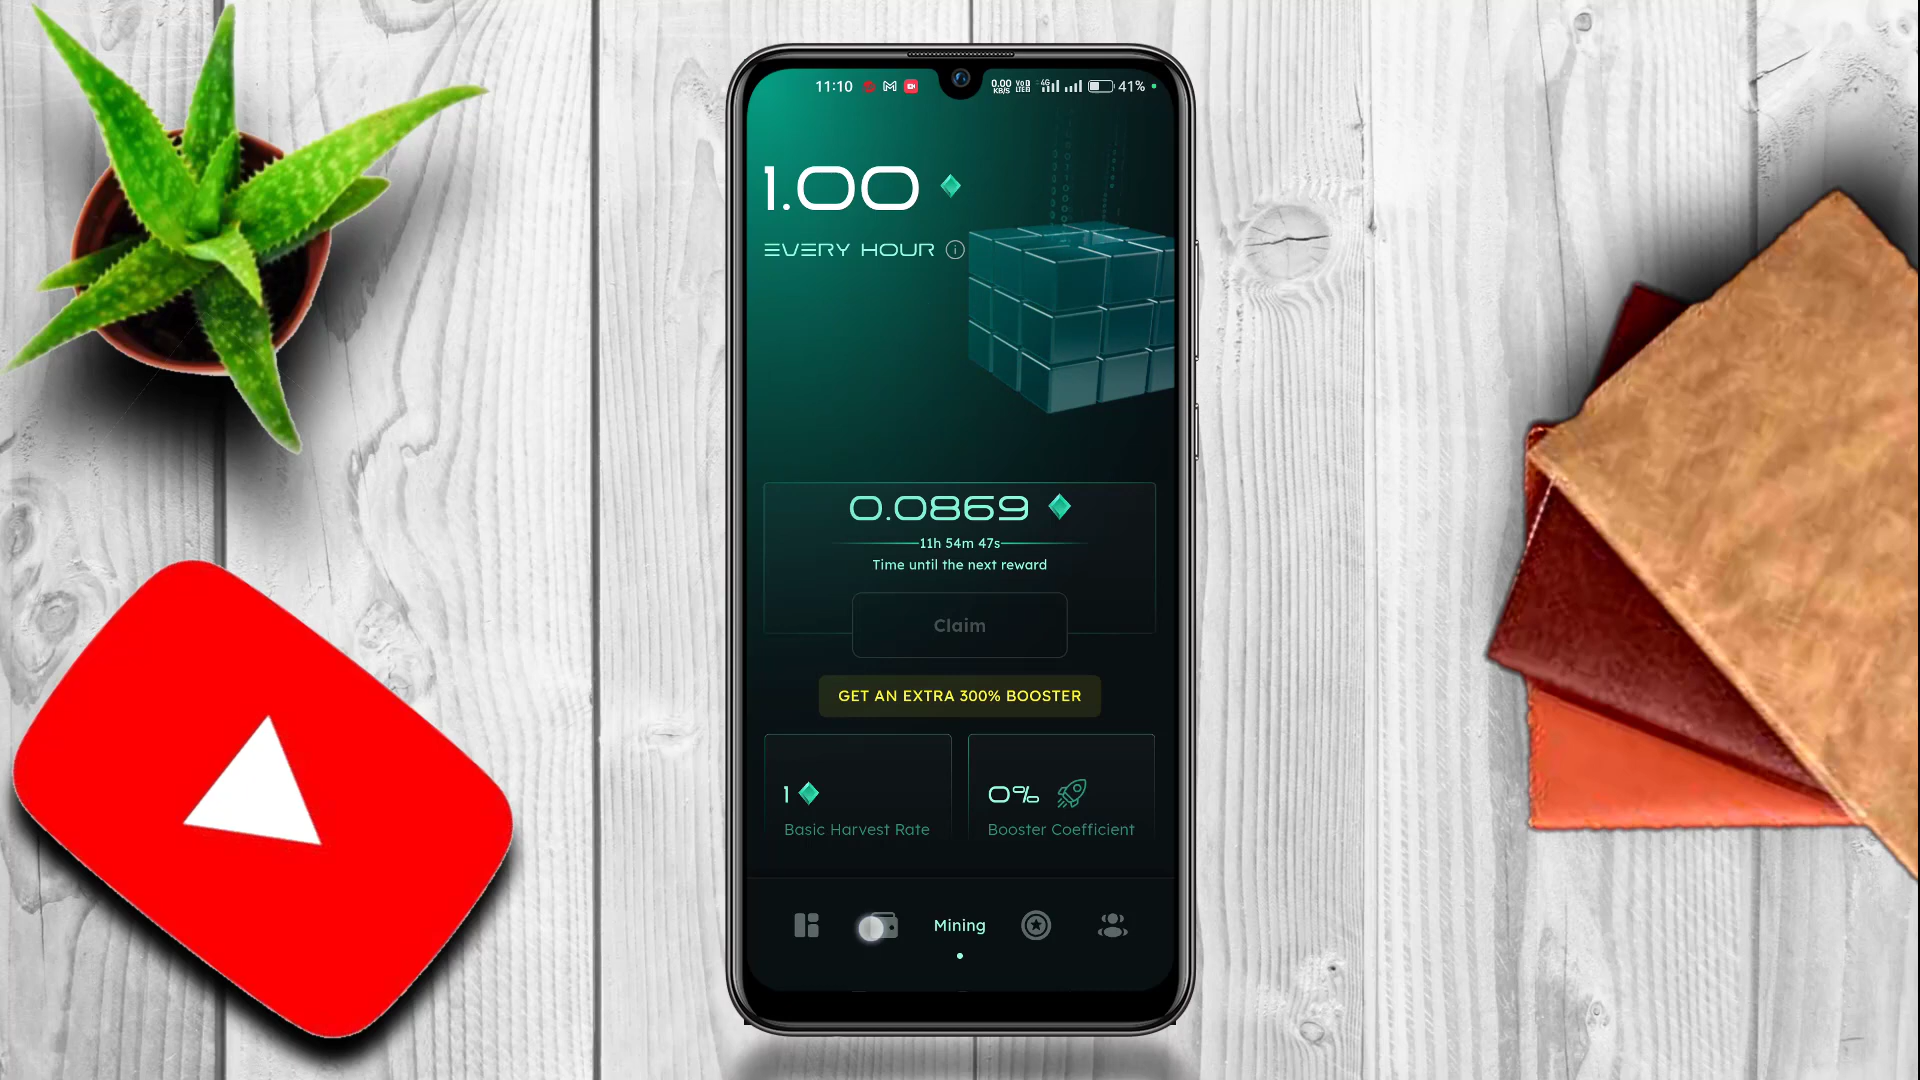 11:10
0.00 KB/S
4G
41%
1.00
EVERY HOUR
0.0869
11h 54m 47s
Time until the next reward
Claim
GET AN EXTRA 300% BOOSTER
1
0%
Basic Harvest Rate
Booster Coefficient
Mining